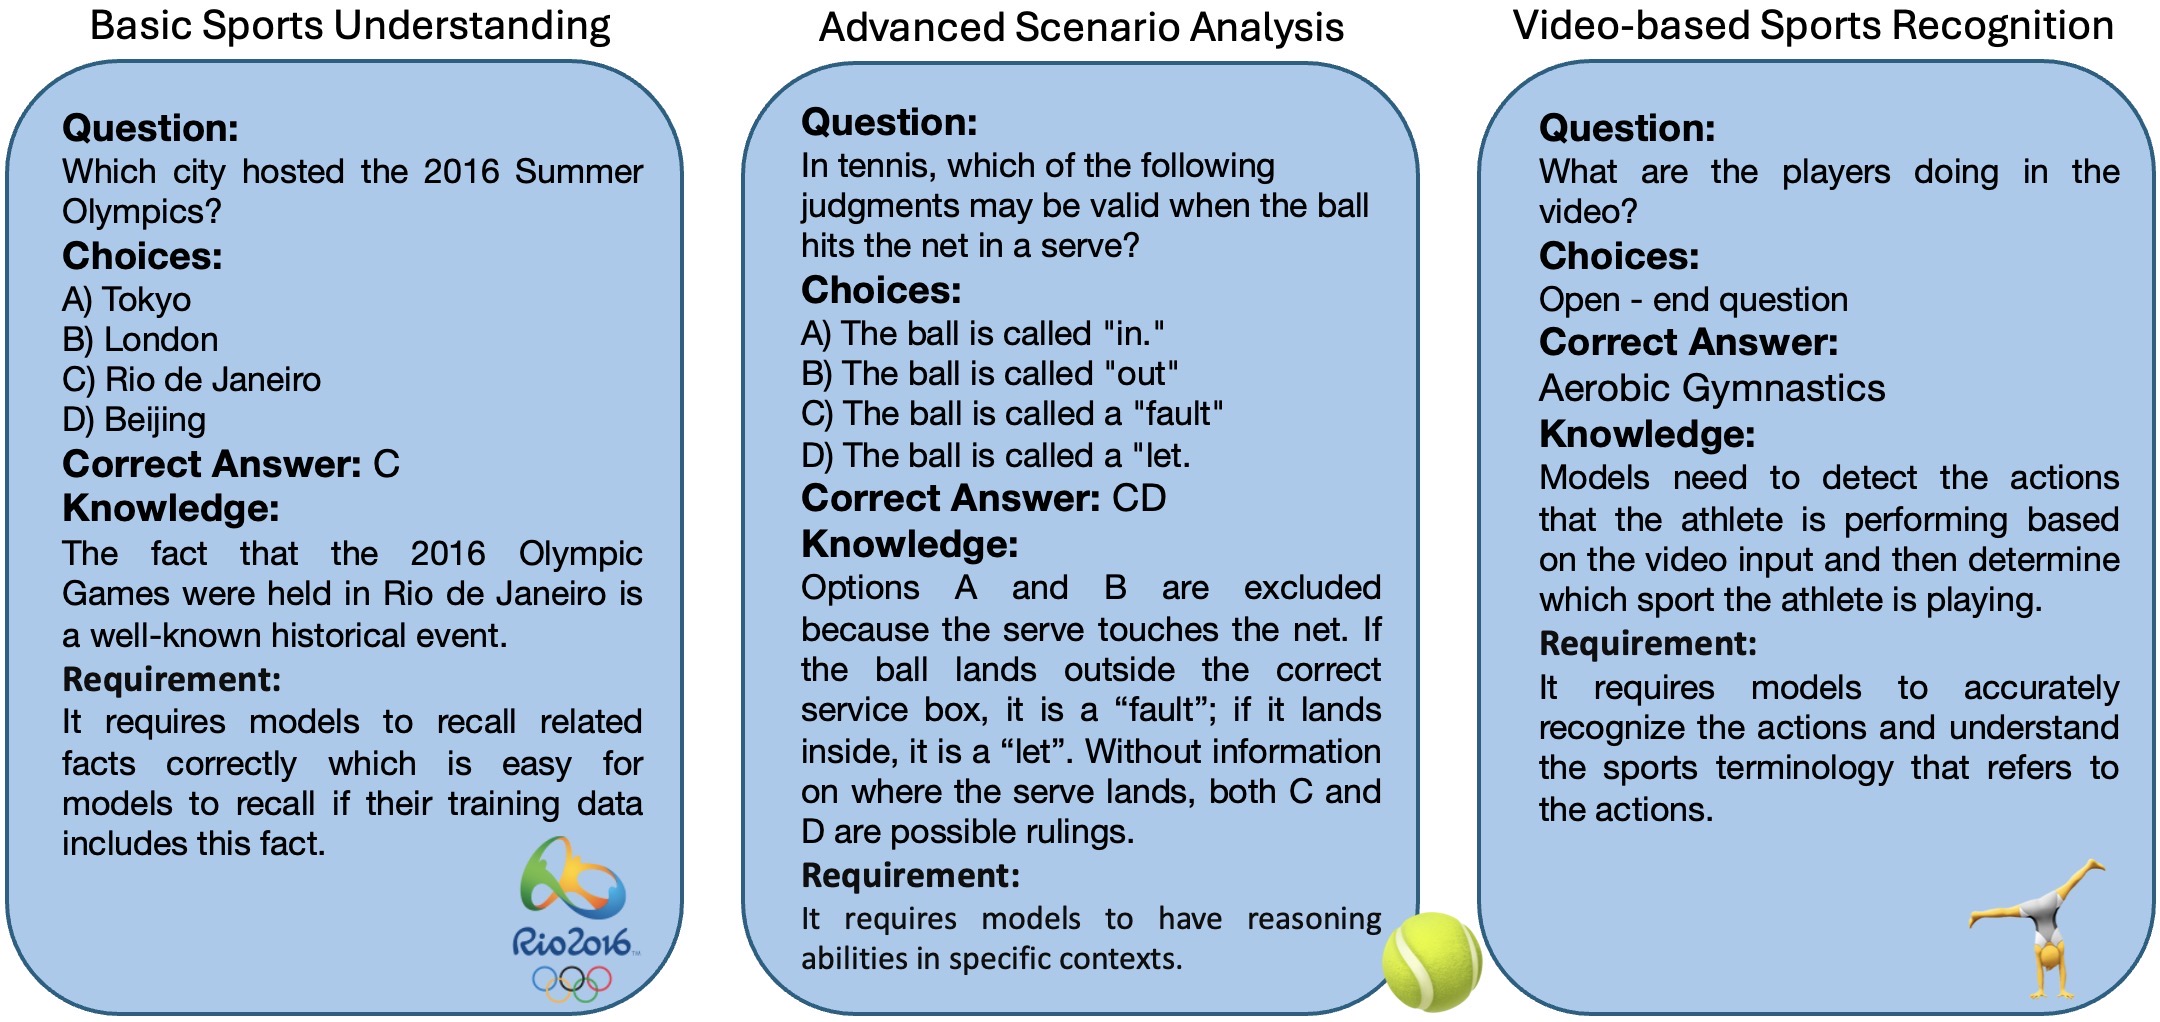 Basic Sports Understanding
Question:
Which city hosted the 2016 Summer
Olympics?
Choices:
A) Tokyo
B) London
C) Rio de Janeiro
D) Beijing
Correct Answer: C
Knowledge:
The fact that the 2016 Olympic
Games were held in Rio de Janeiro is
a well-known historical event.
Requirement:
It requires models to recall related
facts correctly which is easy for
models to recall if their training data
includes this fact.
Rio2016™
Advanced Scenario Analysis
Question:
In tennis, which of the following
judgments may be valid when the ball
hits the net in a serve?
Choices:
A) The ball is called "in."
B) The ball is called "out"
C) The ball is called a "fault"
D) The ball is called a "let.
Correct Answer: CD
Knowledge:
Options A and B are excluded
because the serve touches the net. If
the ball lands outside the correct
service box, it is a “fault”; if it lands
inside, it is a “let”. Without information
on where the serve lands, both C and
D are possible rulings.
Requirement:
It requires models to have reasoning
abilities in specific contexts.
Video-based Sports Recognition
Question:
What are the players doing in the
video?
Choices:
Open - end question
Correct Answer:
Aerobic Gymnastics
Knowledge:
Models need to detect the actions
that the athlete is performing based
on the video input and then determine
which sport the athlete is playing.
Requirement:
It requires models to accurately
recognize the actions and understand
the sports terminology that refers to
the actions.